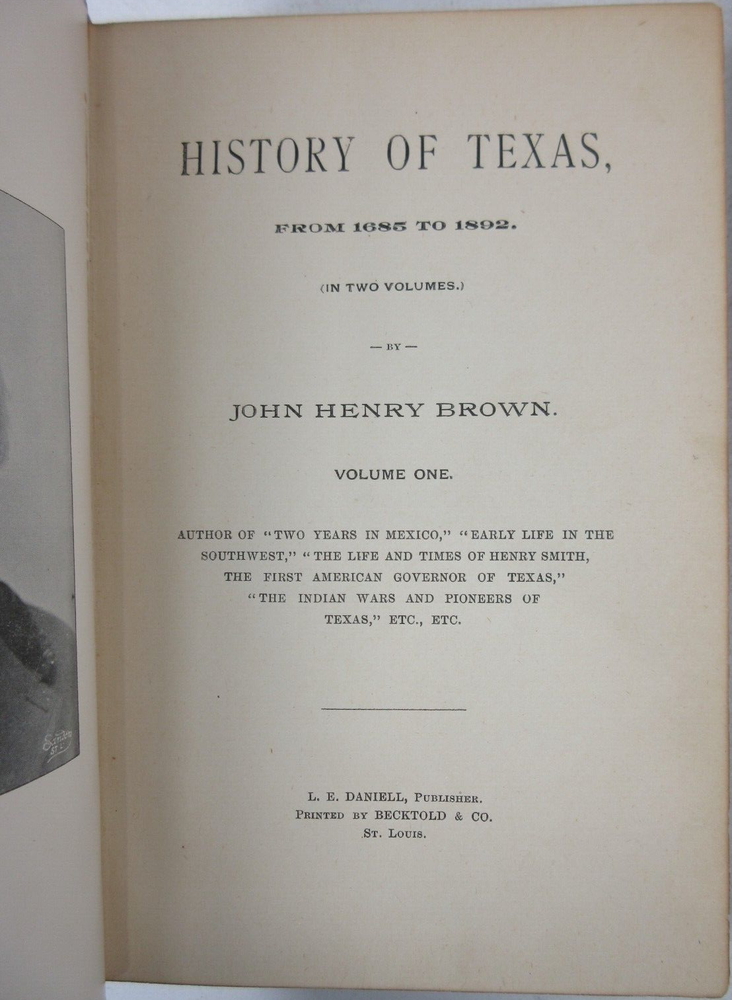 HISTORY OF TEXAS,
FROM 1685 TO 1892.
(IN TWO VOLUMES.)
— BY —
JOHN HENRY BROWN.
VOLUME ONE.
AUTHOR OF "TWO YEARS IN MEXICO," "EARLY LIFE IN THE
SOUTHWEST," "THE LIFE AND TIMES OF HENRY SMITH,
THE FIRST AMERICAN GOVERNOR OF TEXAS,"
"THE INDIAN WARS AND PIONEERS OF
TEXAS," ETC., ETC.
L. E. DANIELL, PUBLISHER.
PRINTED BY BECKTOLD & CO.
ST. LOUIS.